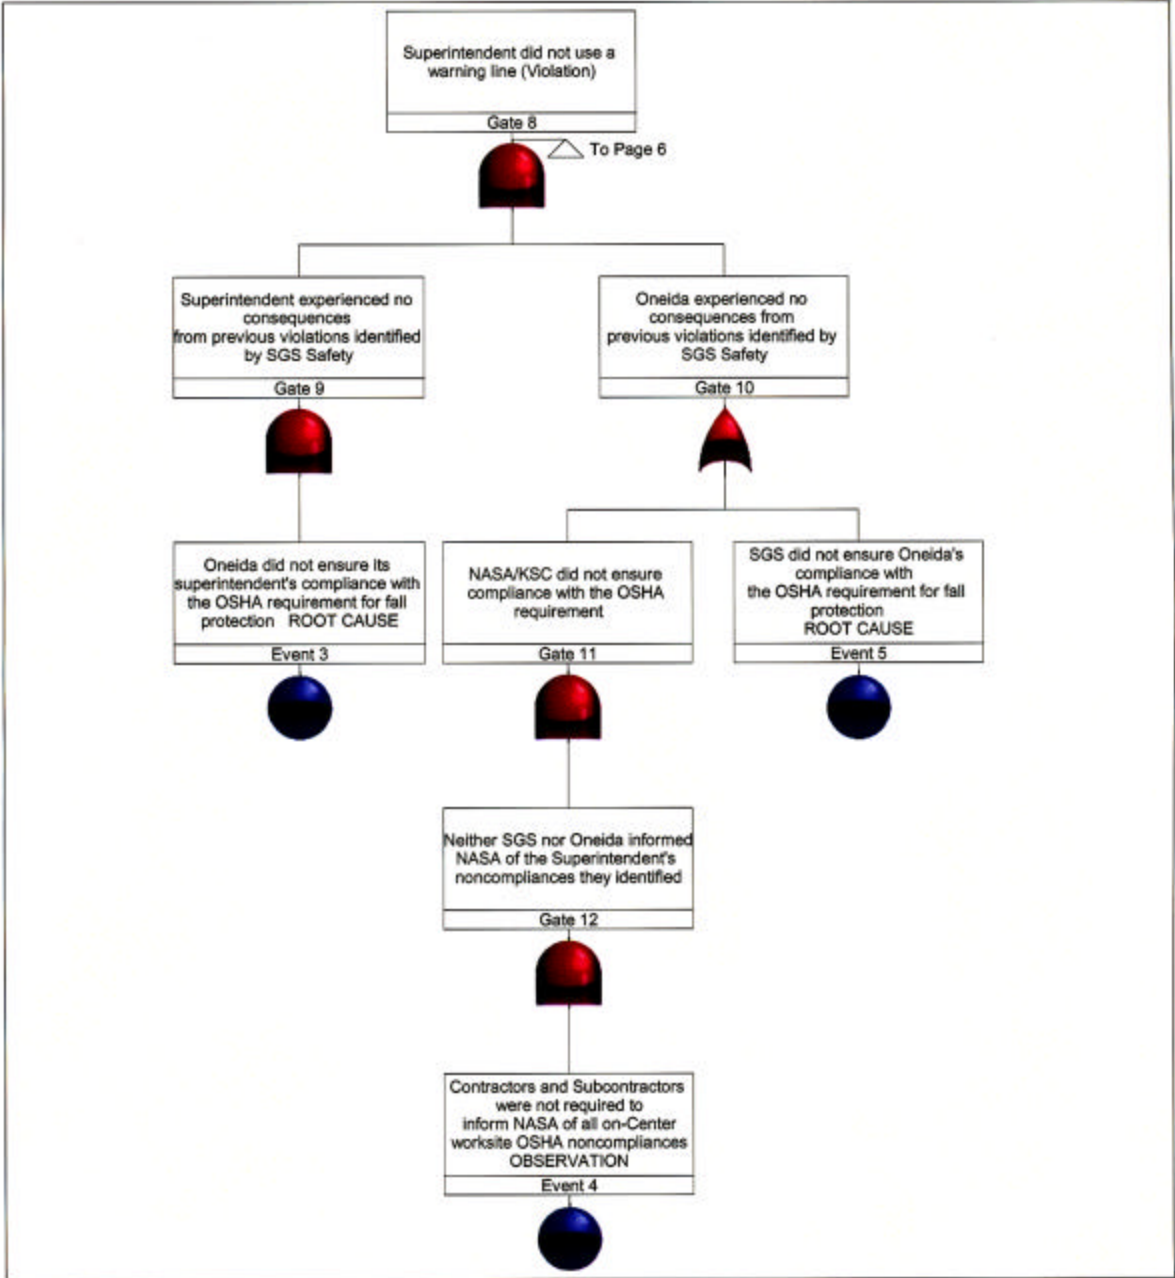 Superintendent did not use a
warning line (Violation)
Gate 8
To Page 6
Superintendent experienced no
consequences
from previous violations identified
by SGS Safety
Gate 9
Oneida experienced no
consequences from
previous violations identified by
SGS Safety
Gate 10
Oneida did not ensure its
superintendent's compliance with
the OSHA requirement for fall
protection ROOT CAUSE
Event 3
NASA/KSC did not ensure
compliance with the OSHA
requirement
Gate 11
SGS did not ensure Oneida's
compliance with
the OSHA requirement for fall
protection
ROOT CAUSE
Event 5
Neither SGS nor Oneida informed
NASA of the Superintendent's
noncompliances they identified
Gate 12
Contractors and Subcontractors
were not required to
inform NASA of all on-Center
worksite OSHA noncompliances
OBSERVATION
Event 4